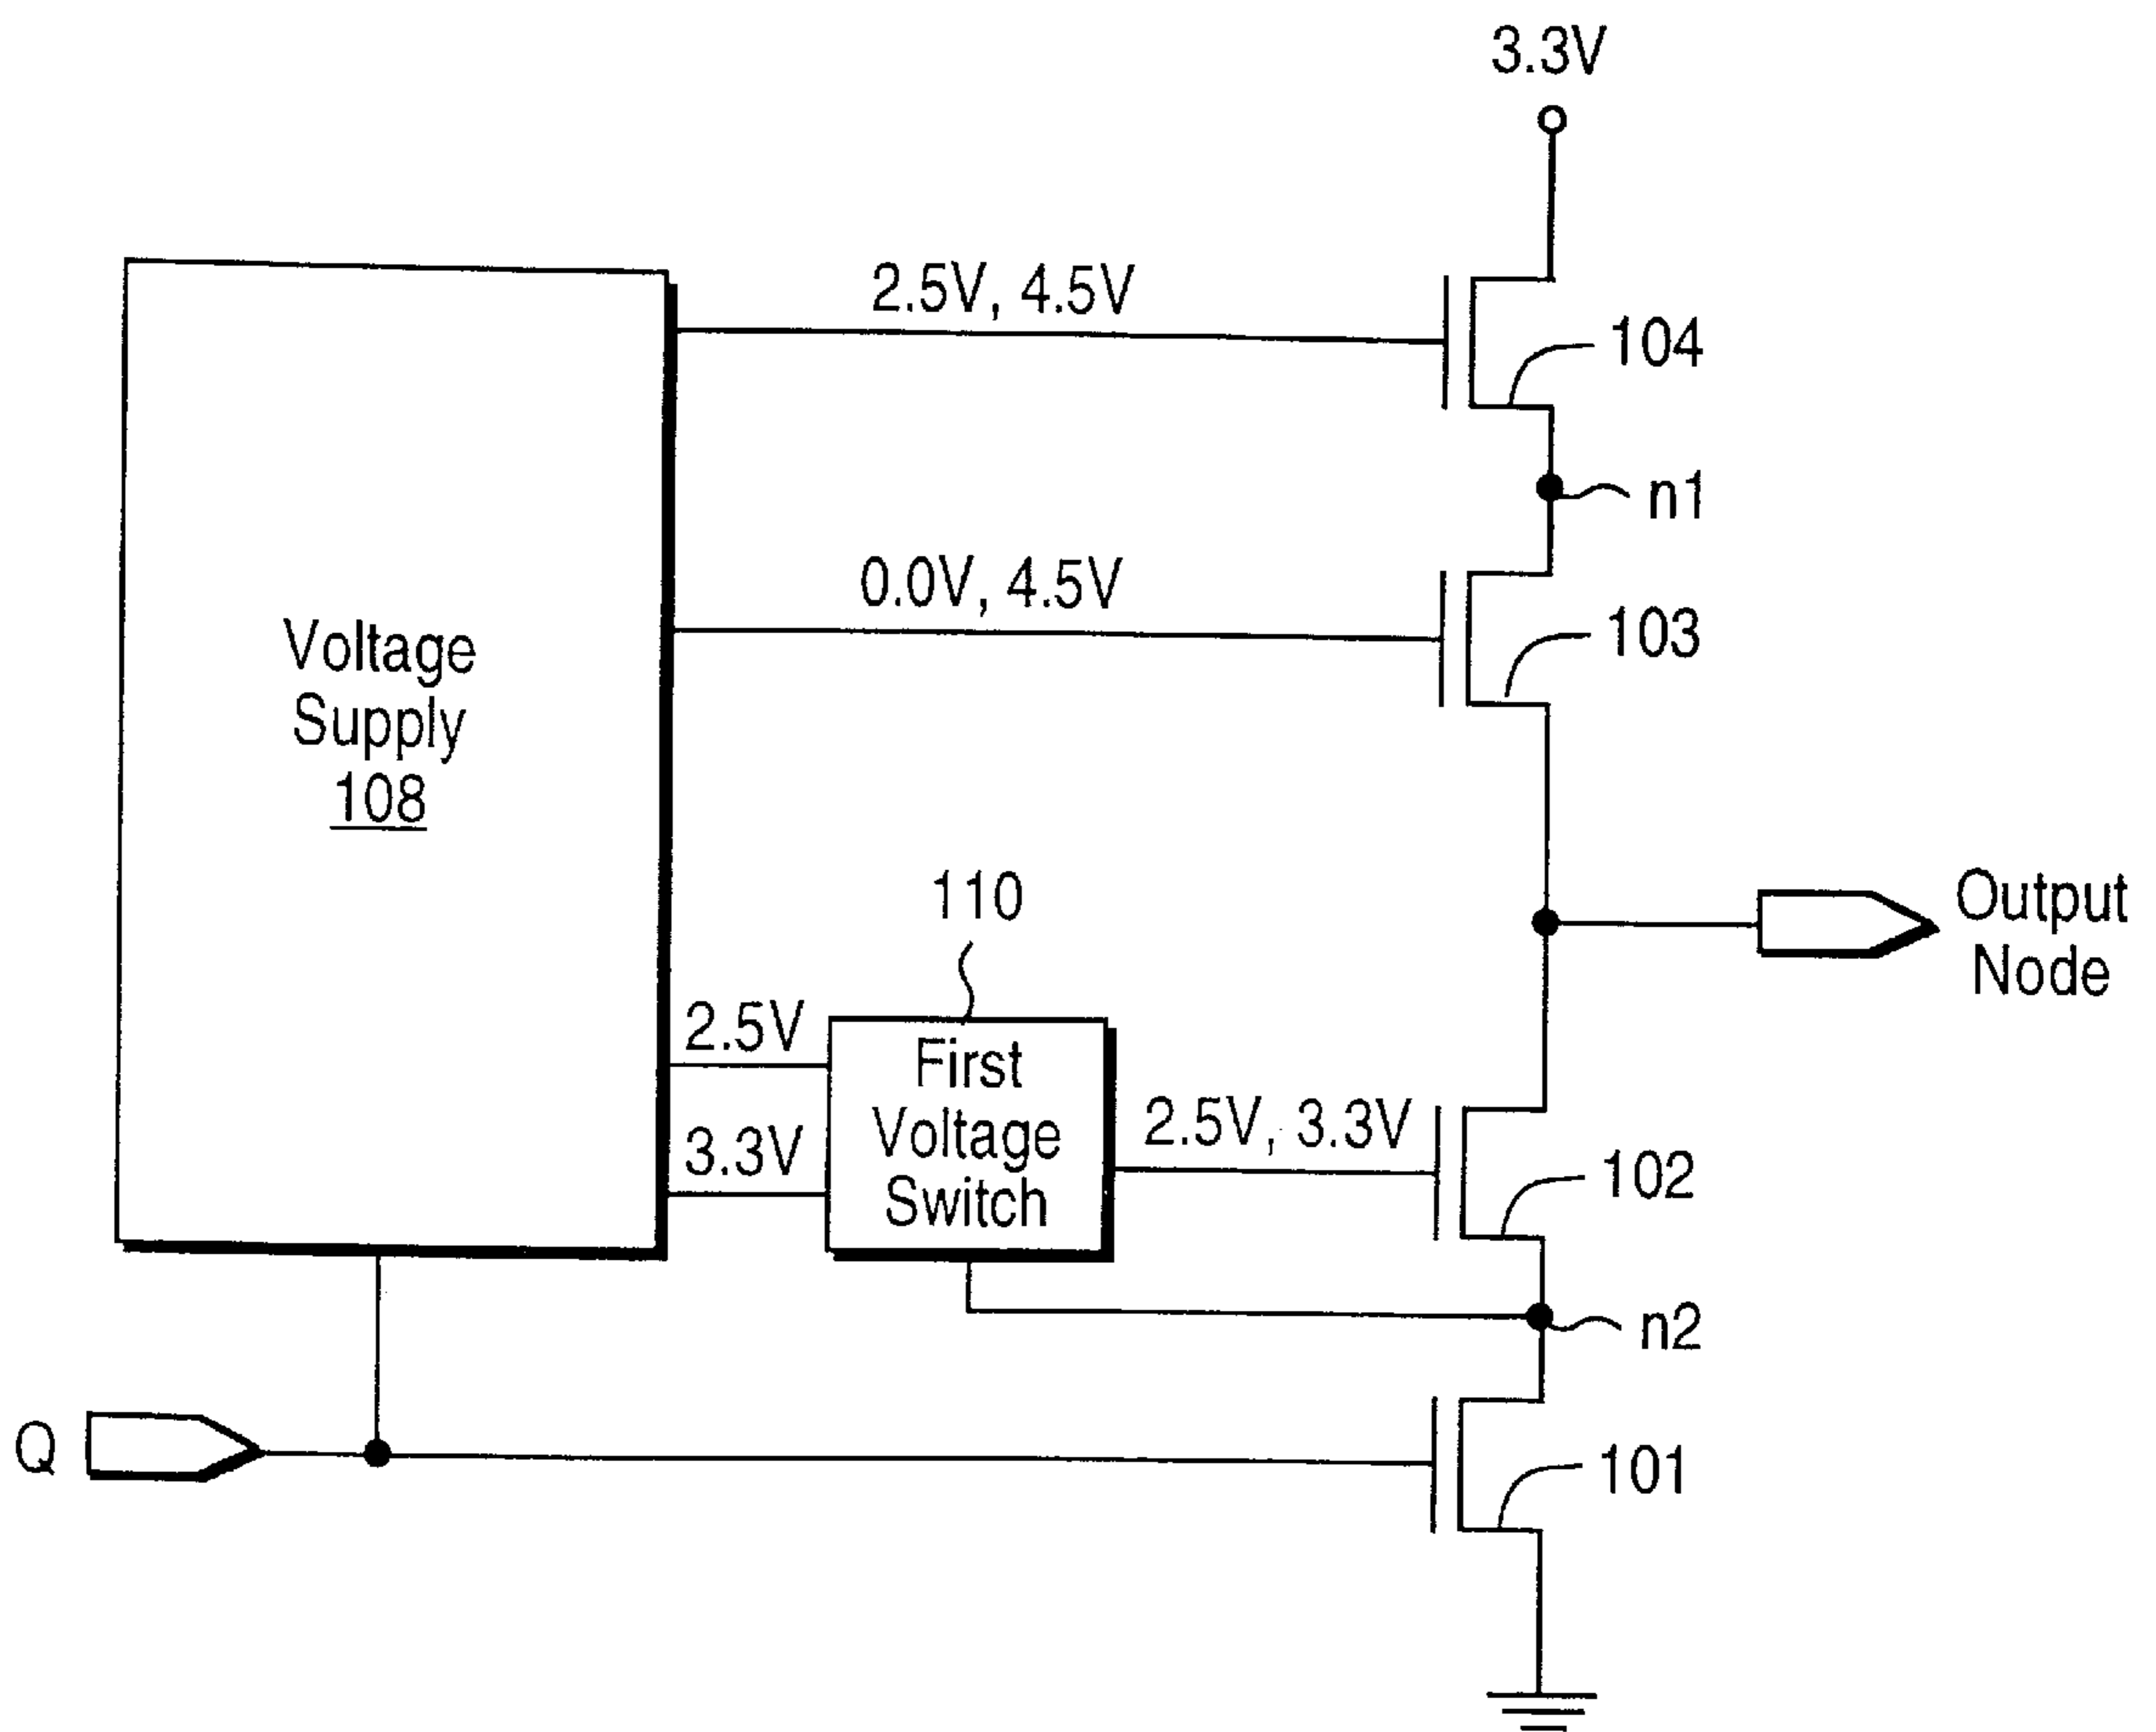 3.3V
2.5V, 4.5V
104
n1
0.0V, 4.5V
103
Voltage
Supply
108
110
Output
Node
2.5V
First
Voltage
Switch
2.5V, 3.3V
3.3V
102
n2
Q
101